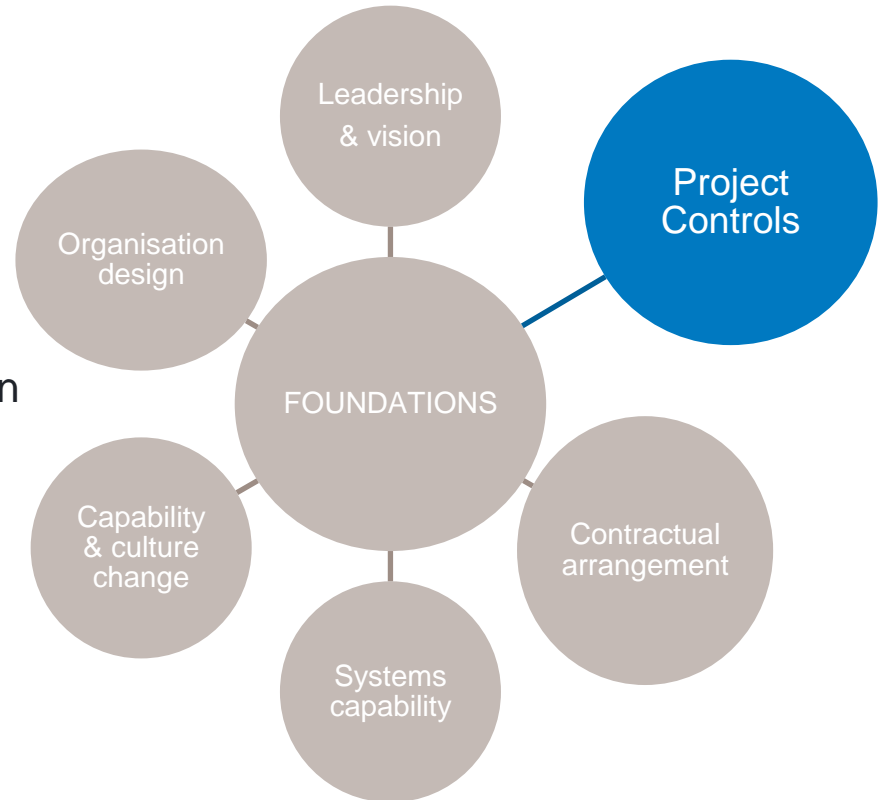 Leadership
& vision
Project
Controls
Organisation
design
FOUNDATIONS
Capability
& culture
change
Contractual
arrangement
Systems
capability